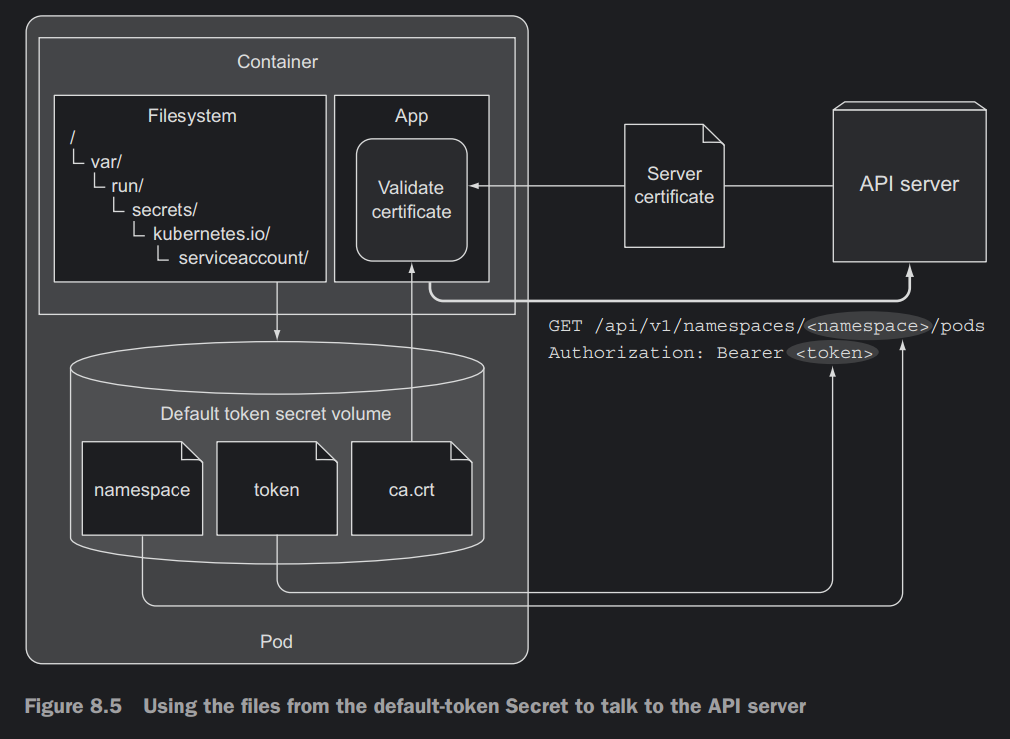 Container
Filesystem
/
var/
run/
secrets/
kubernetes.io/
serviceaccount/
App
Validate
certificate
Server
certificate
API server
GET /api/v1/namespaces/<namespace>/pods
Authorization: Bearer <token>
Default token secret volume
namespace
token
ca.crt
Pod
Figure 8.5 Using the files from the default-token Secret to talk to the API server